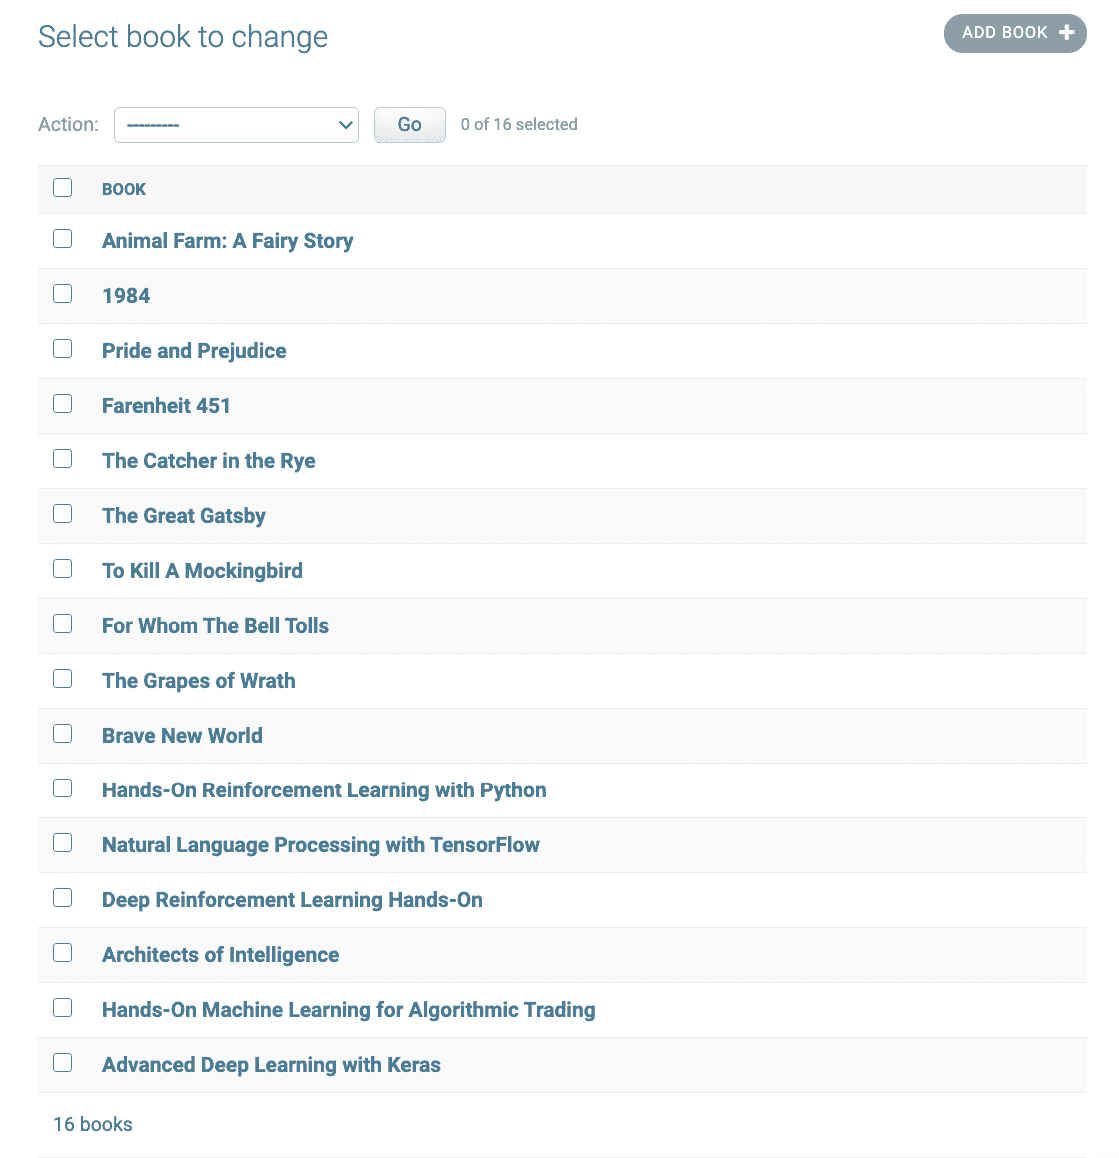 Select book to change
ADD BOOK +
Action: --------- Go 0 of 16 selected
BOOK
Animal Farm: A Fairy Story
1984
Pride and Prejudice
Farenheit 451
The Catcher in the Rye
The Great Gatsby
To Kill A Mockingbird
For Whom The Bell Tolls
The Grapes of Wrath
Brave New World
Hands-On Reinforcement Learning with Python
Natural Language Processing with TensorFlow
Deep Reinforcement Learning Hands-On
Architects of Intelligence
Hands-On Machine Learning for Algorithmic Trading
Advanced Deep Learning with Keras
16 books